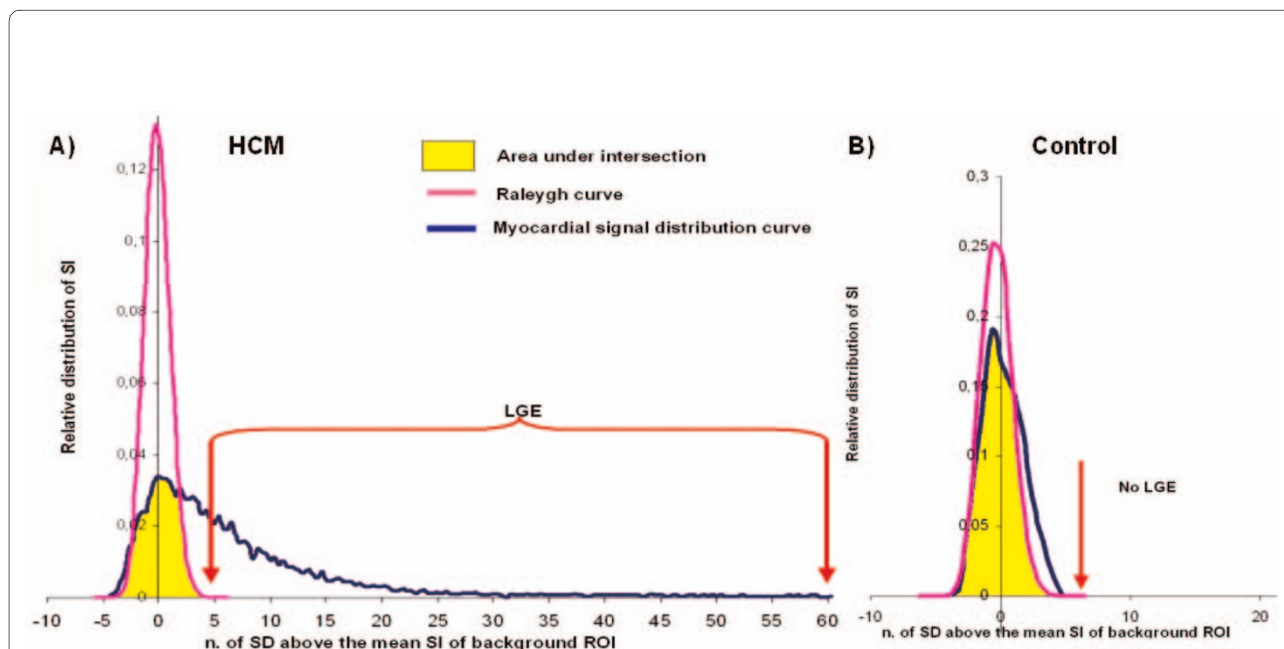 A)
HCM
Area under intersection
Raleygh curve
Myocardial signal distribution curve
Relative distribution of SI
0,12
0,1
0,08
0,06
0,04
0,02
0
LGE
-10
-5
0
5
10
15
20
25
30
35
40
45
50
55
60
n. of SD above the mean SI of background ROI
B)
Control
Relative distribution of SI
0,3
0,25
0,2
0,15
0,1
0,05
0
No LGE
-10
0
10
20
n. of SD above the mean SI of background ROI